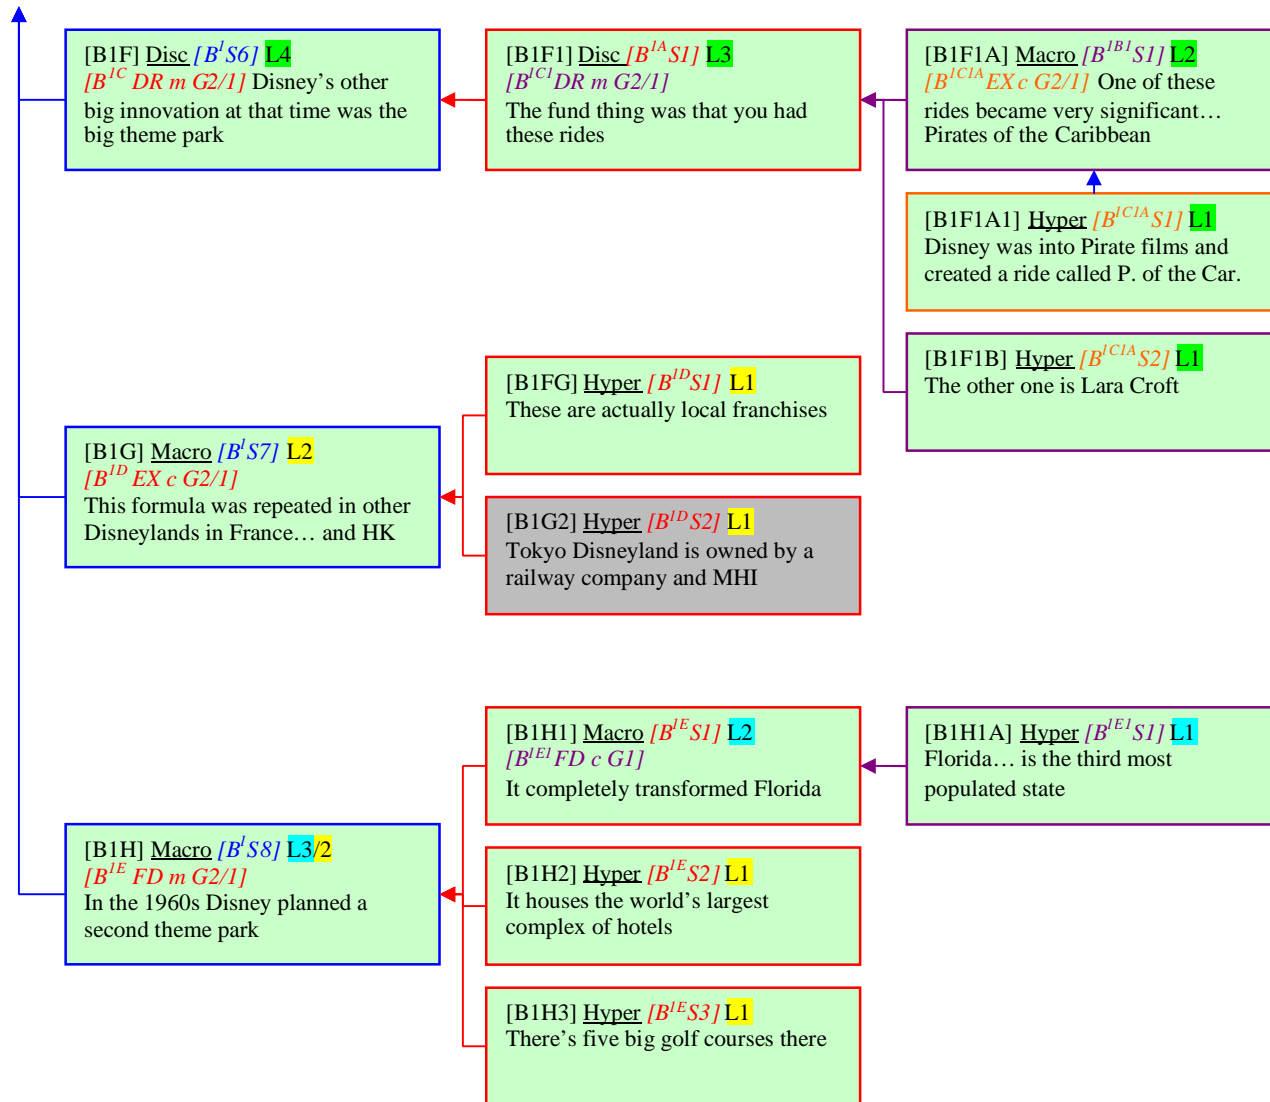 [B1F] Disc [B1S6] L4
[B1C DR m G2/1] Disney’s other
big innovation at that time was the
big theme park
[B1F1] Disc [B1AS1] L3
[B1C1DR m G2/1]
The fund thing was that you had
these rides
[B1F1A] Macro [B1B1S1] L2
[B1C1A EX c G2/1] One of these
rides became very significant…
Pirates of the Caribbean
[B1F1A1] Hyper [B1C1AS1] L1
Disney was into Pirate films and
created a ride called P. of the Car.
[B1F1B] Hyper [B1C1AS2] L1
The other one is Lara Croft
[B1FG] Hyper [B1DS1] L1
These are actually local franchises
[B1G] Macro [B1S7] L2
[B1D EX c G2/1]
This formula was repeated in other
Disneylands in France… and HK
[B1G2] Hyper [B1DS2] L1
Tokyo Disneyland is owned by a
railway company and MHI
[B1H1] Macro [B1ES1] L2
[B1E1FD c G1]
It completely transformed Florida
[B1H1A] Hyper [B1E1S1] L1
Florida… is the third most
populated state
[B1H] Macro [B1S8] L3/2
[B1E FD m G2/1]
In the 1960s Disney planned a
second theme park
[B1H2] Hyper [B1ES2] L1
It houses the world’s largest
complex of hotels
[B1H3] Hyper [B1ES3] L1
There’s five big golf courses there